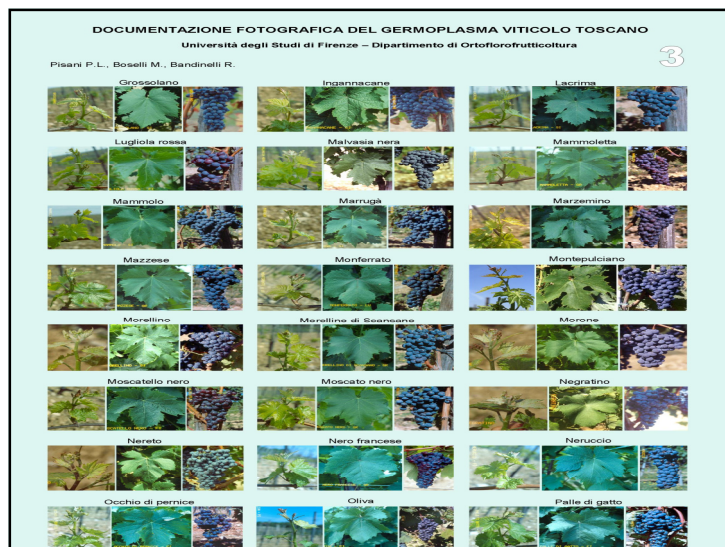 DOCUMENTAZIONE FOTOGRAFICA DEL GERMOPLASMA VITICOLO TOSCANO
Università degli Studi di Firenze – Dipartimento di Ortoflorofrutticoltura
3
Pisani P.L., Boselli M., Bandinelli R.
Grossolano Ingannacane Lacrima
Lugliola rossa Malvasia nera Mammoletta
Mammolo Marrugà Marzemino
Mazzese Monferrato Montepulciano
Morellino Morellino di Scansano Morone
Moscatello nero Moscato nero Negratino
Nereto Nero francese Neruccio
Occhio di pernice Oliva Palle di gatto